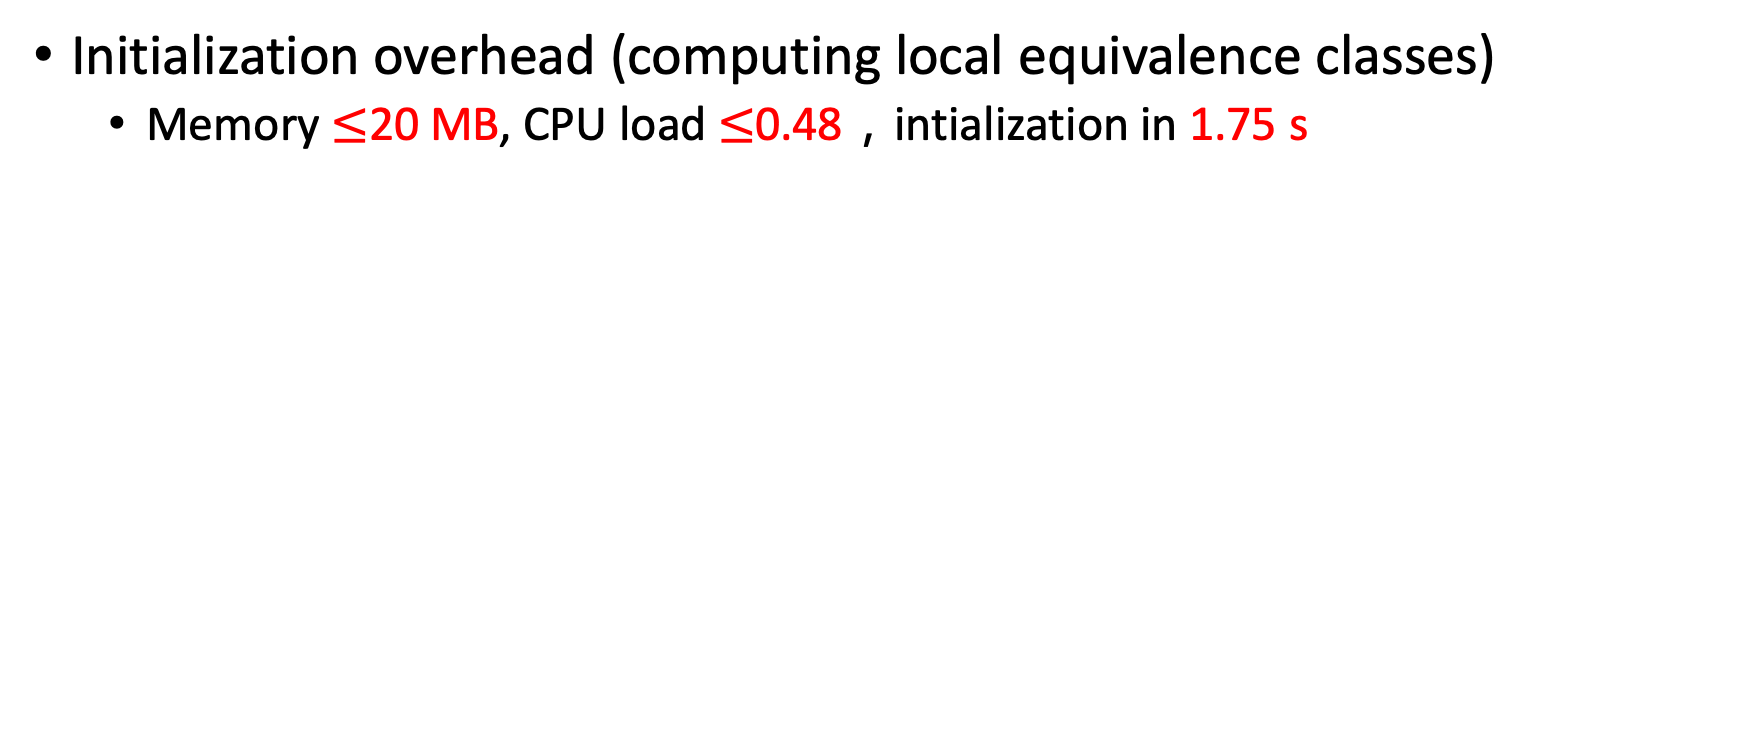 • Initialization overhead (computing local equivalence classes)
• Memory ≤20 MB, CPU load ≤0.48 , intialization in 1.75 s